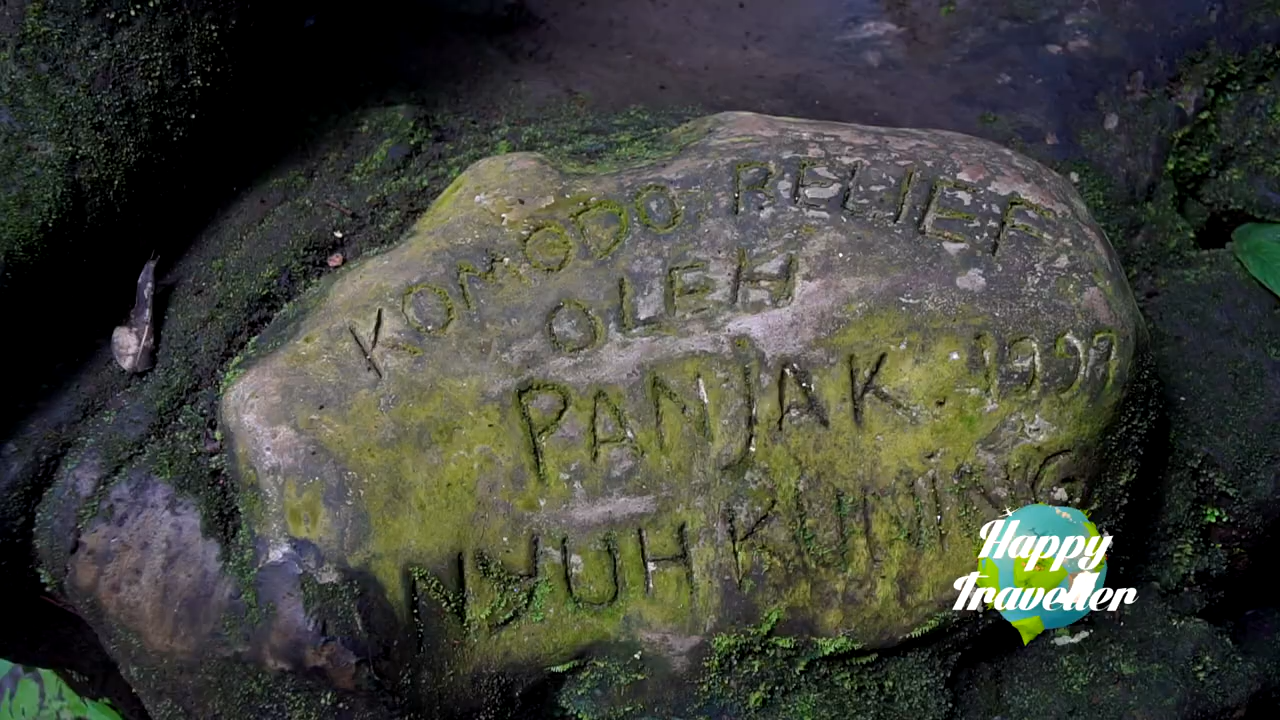 KOMODO RELIEF
OLEH
PANJAK 1997
NYUH KUNING
Happy
Traveller